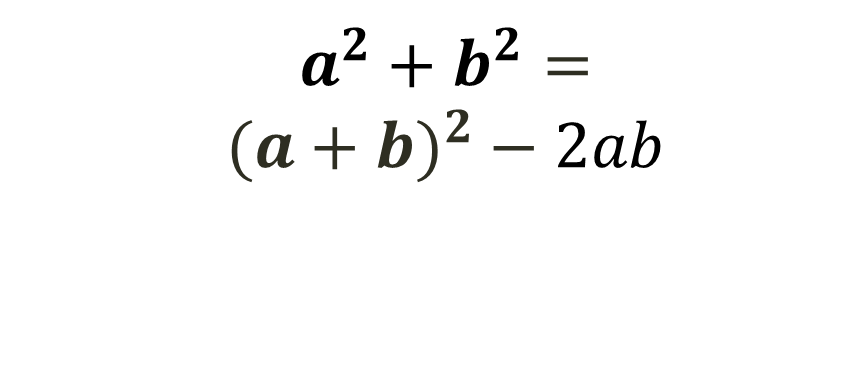 a² + b² =
(a + b)² − 2ab